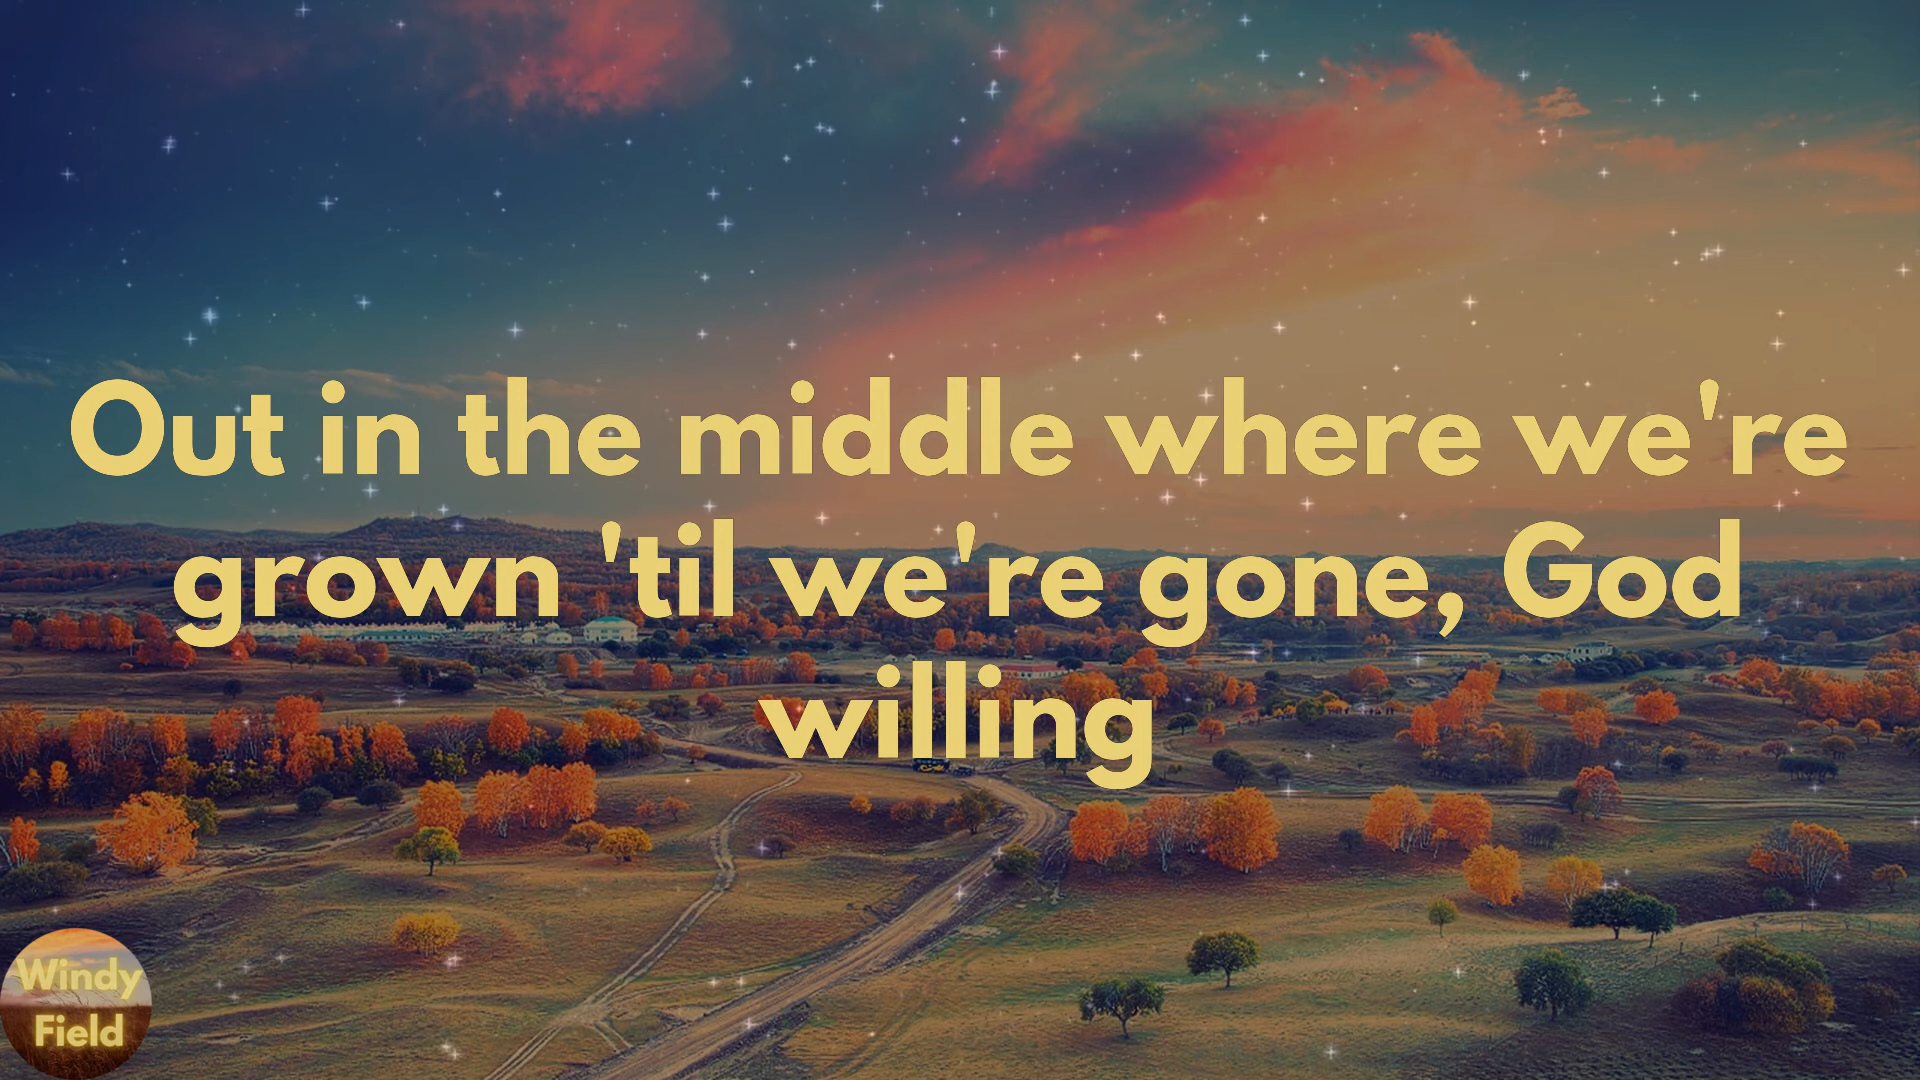 Out in the middle where we're
grown 'til we're gone, God
willing
Windy
Field